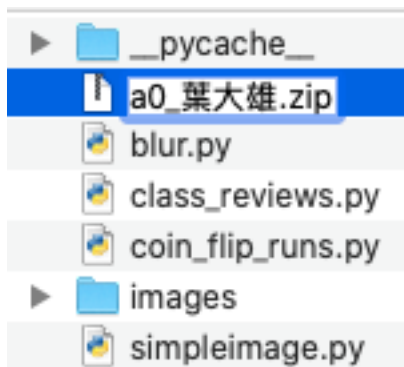 __pycache__
a0_葉大雄.zip
blur.py
class_reviews.py
coin_flip_runs.py
images
simpleimage.py